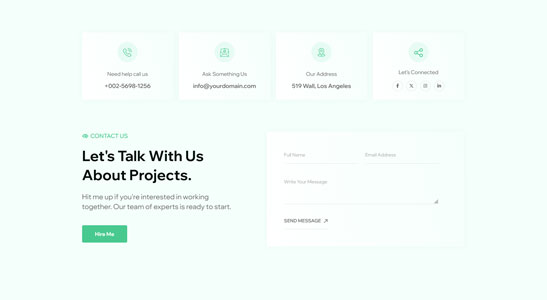 Need help call us
+002-5698-1256
Ask Something Us
info@yourdomain.com
Our Address
519 Wall, Los Angeles
Let's Connected
CONTACT US
Let's Talk With Us
About Projects.
Hit me up if you're interested in working
together. Our team of experts is ready to start.
Hire Me
Full Name
Email Address
Write Your Message
SEND MESSAGE